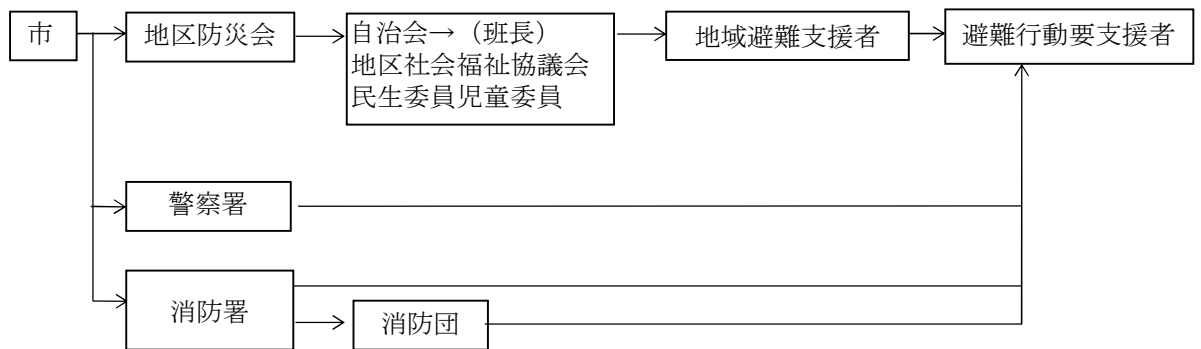 市
地区防災会
自治会→（班長）
地区社会福祉協議会
民生委員児童委員
地域避難支援者
避難行動要支援者
警察署
消防署
消防団